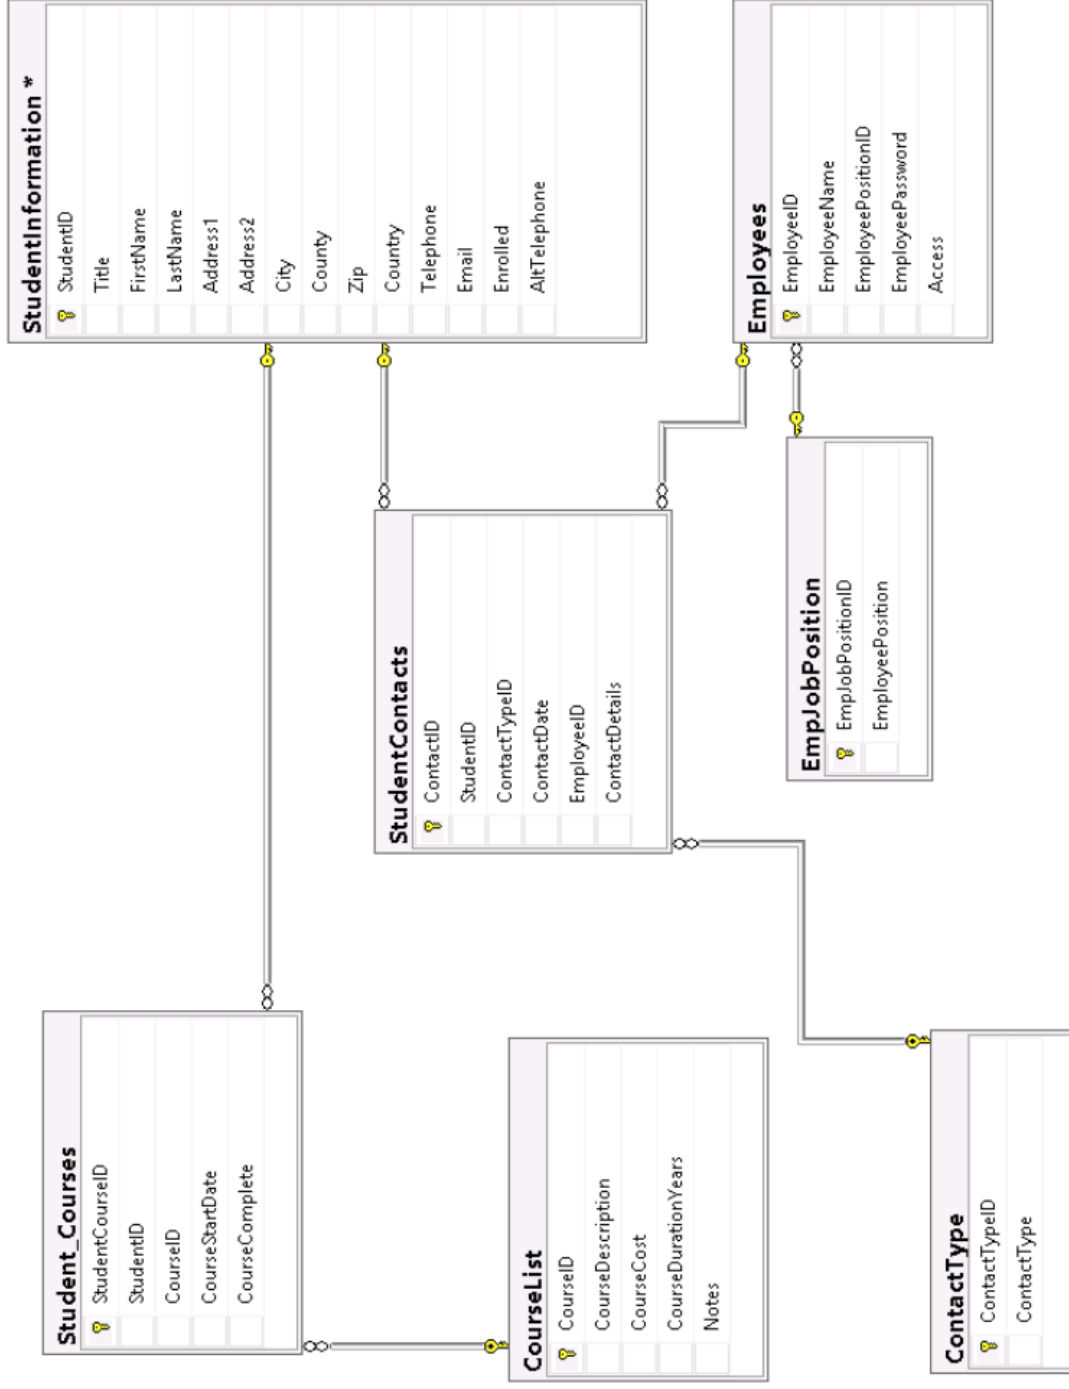 Student_Courses
StudentCourseID
StudentID
CourseID
CourseStartDate
CourseComplete
StudentInformation *
StudentID
Title
FirstName
LastName
Address1
Address2
City
County
Zip
Country
Telephone
Email
Enrolled
AltTelephone
StudentContacts
ContactID
StudentID
ContactTypeID
ContactDate
EmployeeID
ContactDetails
CourseList
CourseID
CourseDescription
CourseCost
CourseDurationYears
Notes
Employees
EmployeeID
EmployeeName
EmployeePositionID
EmployeePassword
Access
EmpJobPosition
EmpJobPositionID
EmployeePosition
ContactType
ContactTypeID
ContactType